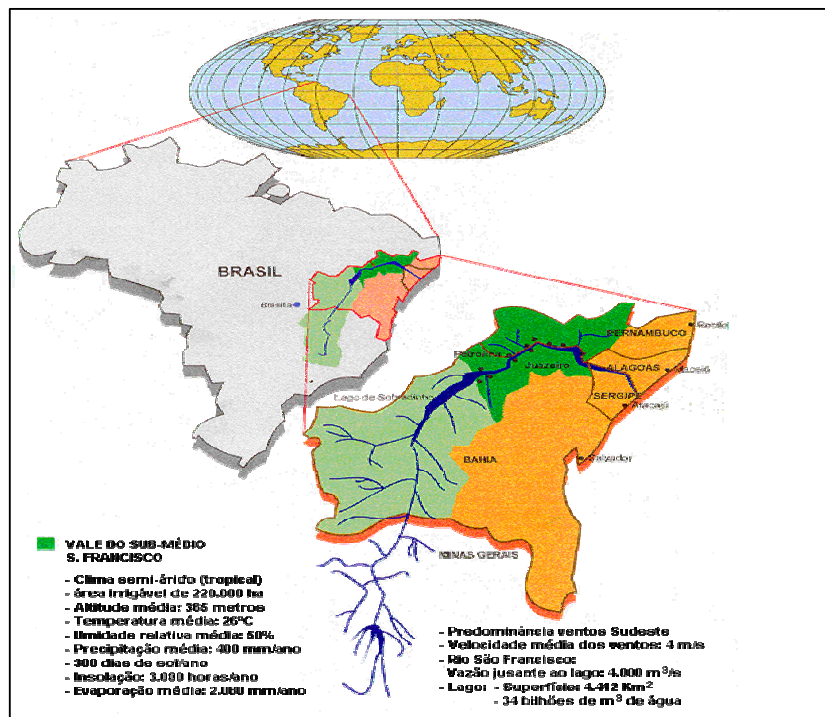 BRASIL
Brasília
PERNAMBUCO
Recife
Petrolina
Juazeiro
ALAGOAS
Maceió
Lago de Sobradinho
SERGIPE
Aracajú
BAHIA
Salvador
MINAS GERAIS
VALE DO SUB-MÉDIO
S. FRANCISCO
- Clima semi-árido (tropical)
- área irrigável de 220.000 ha
- Altitude média: 365 metros
- Temperatura média: 26ºC
- Umidade relativa média: 50%
- Precipitação média: 400 mm/ano
- 300 dias de sol/ano
- Insolação: 3.000 horas/ano
- Evaporação média: 2.000 mm/ano
- Predominância ventos Sudeste
- Velocidade média dos ventos: 4 m/s
- Rio São Francisco:
Vazão jusante ao lago: 4.000 m³/s
- Lago: - Superfície: 4.412 Km²
- 34 bilhões de m³ de água